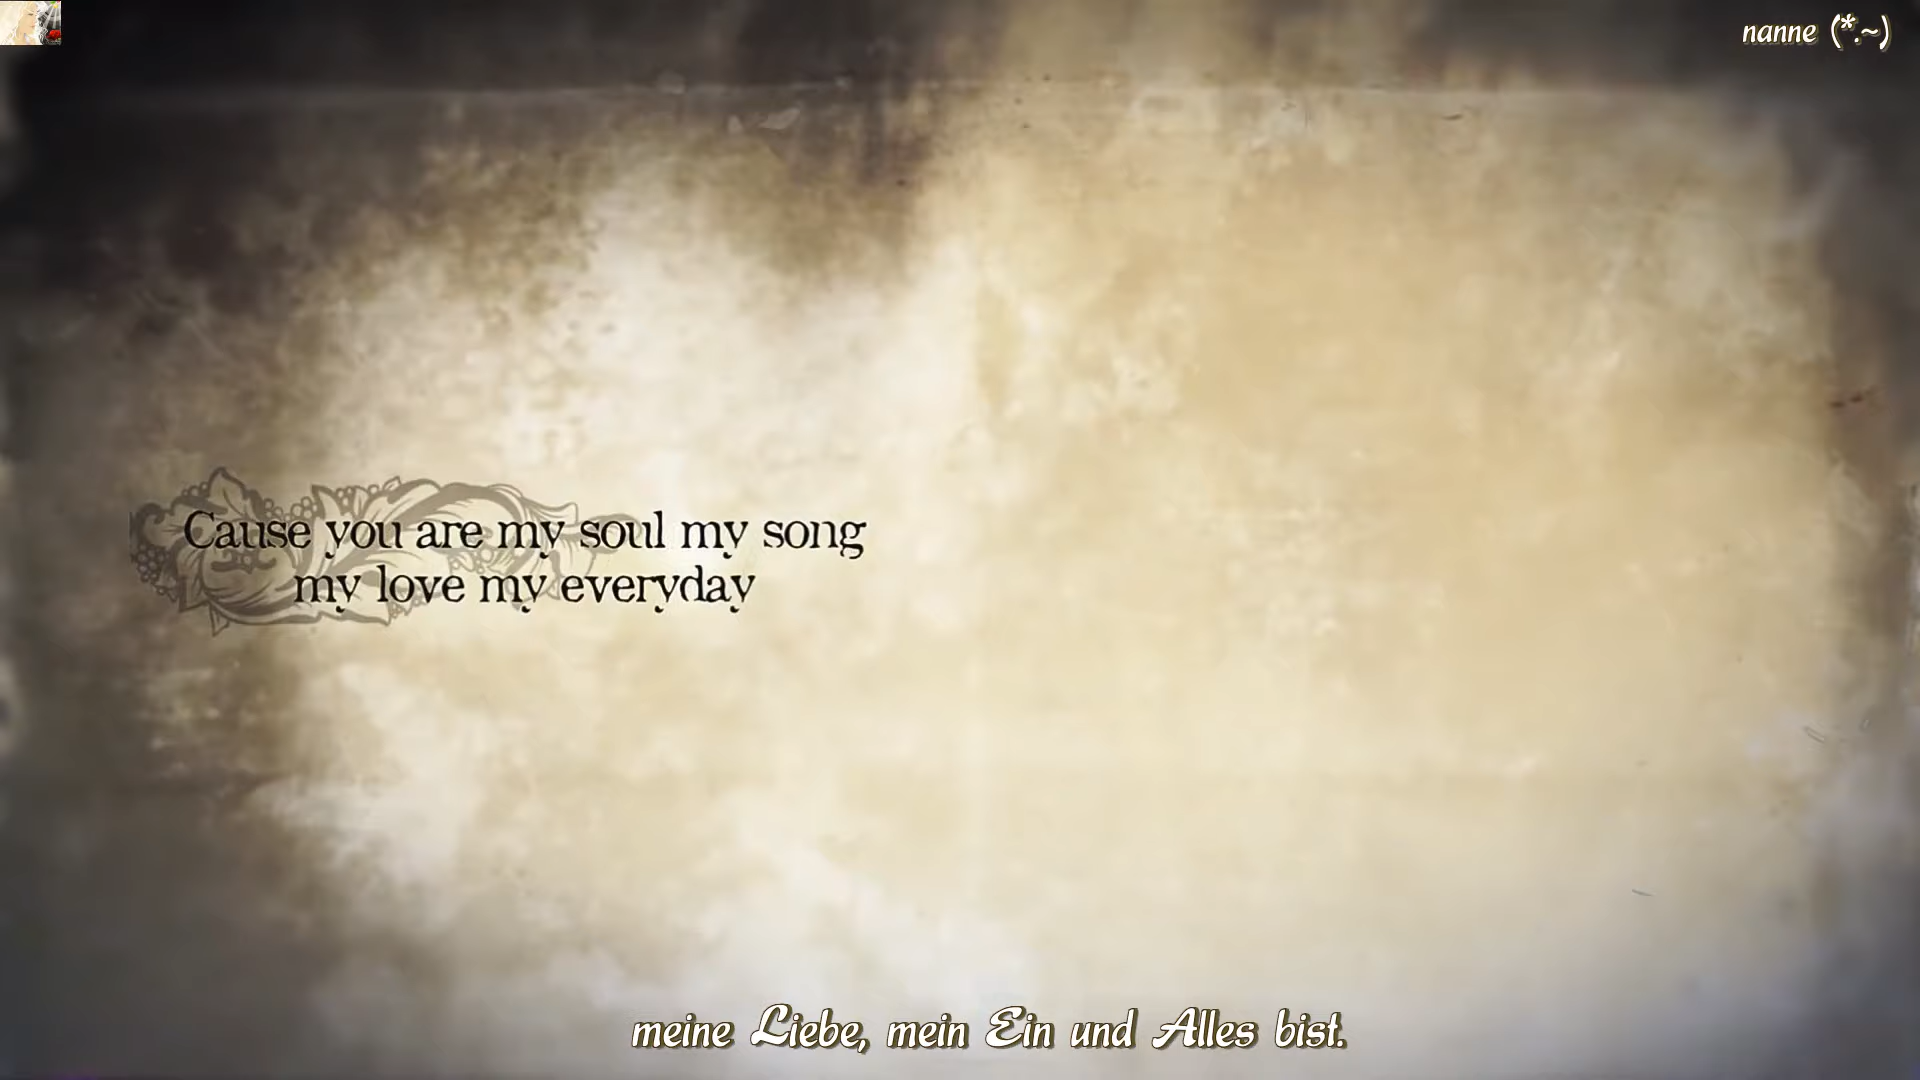 nanne (*.~)
Cause you are my soul my song
my love my everyday
meine Liebe, mein Ein und Alles bist.